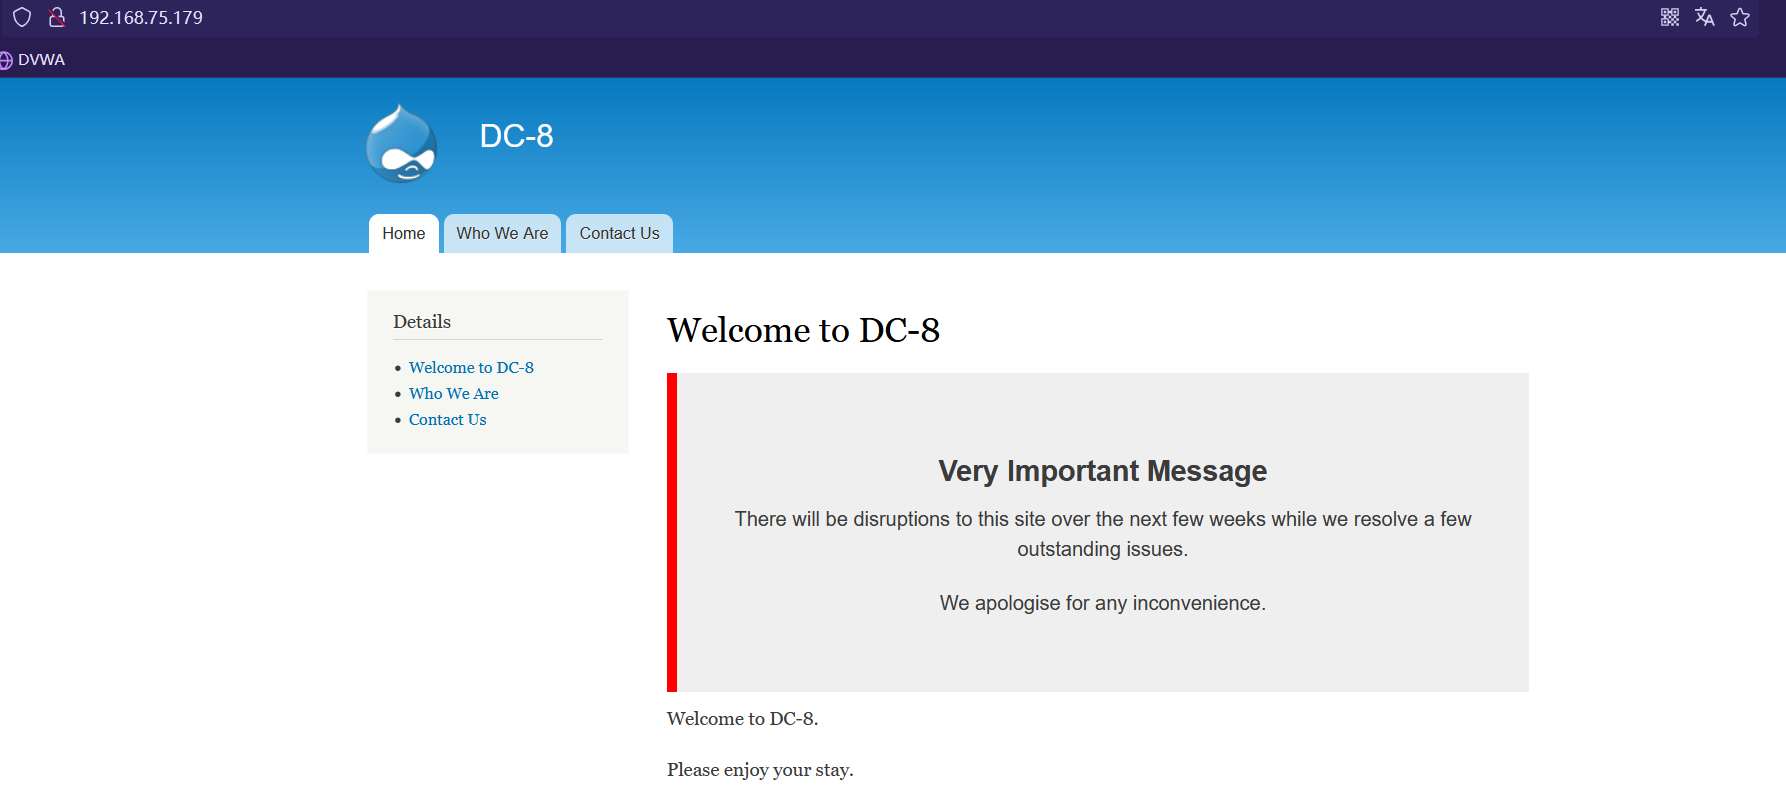 192.168.75.179
DVWA
DC-8
Home
Who We Are
Contact Us
Details
Welcome to DC-8
Who We Are
Contact Us
Welcome to DC-8
Very Important Message
There will be disruptions to this site over the next few weeks while we resolve a few
outstanding issues.
We apologise for any inconvenience.
Welcome to DC-8.
Please enjoy your stay.